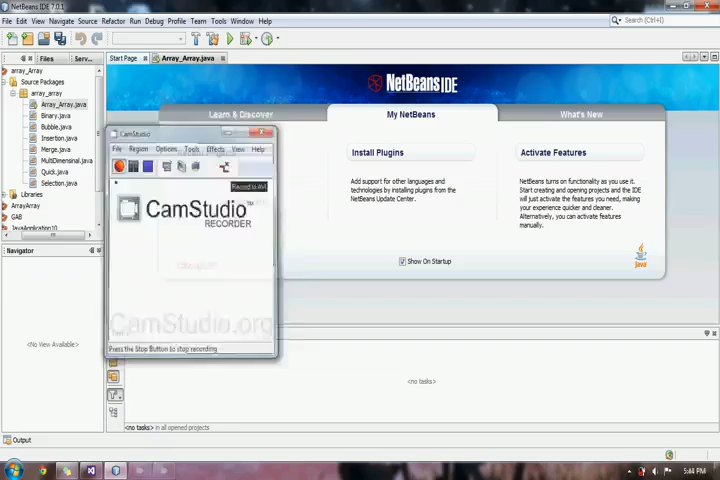 NetBeans IDE 7.0.1
File Edit View Navigate Source Refactor Run Debug Profile Team Tools Window Help
Search (Ctrl+I)
Files Serv...
Start Page
Array_Array.java
array_Array
Source Packages
array_array
Array_Array.java
Binary.java
Bubble.java
Insertion.java
Merge.java
MultiDimensinal.java
Quick.java
Selection.java
Libraries
ArrayArray
GAB
JavaApplication10
Navigator
<No View Available>
NetBeans IDE
Learn & Discover
My NetBeans
What's New
Install Plugins
Add support for other languages and
technologies by installing plugins from the
NetBeans Update Center.
Activate Features
NetBeans turns on functionality as you use it.
Start creating and opening projects and the IDE
will just activate the features you need, making
your experience quicker and cleaner.
Alternatively, you can activate features
manually.
Show On Startup
Java
CamStudio
File Region Options Tools Effects View Help
Record to AVI
CamStudio
RECORDER
CamStudio.org
Press the Stop Button to stop recording
<no tasks>
<no tasks> in all opened projects
Output
5:44 PM